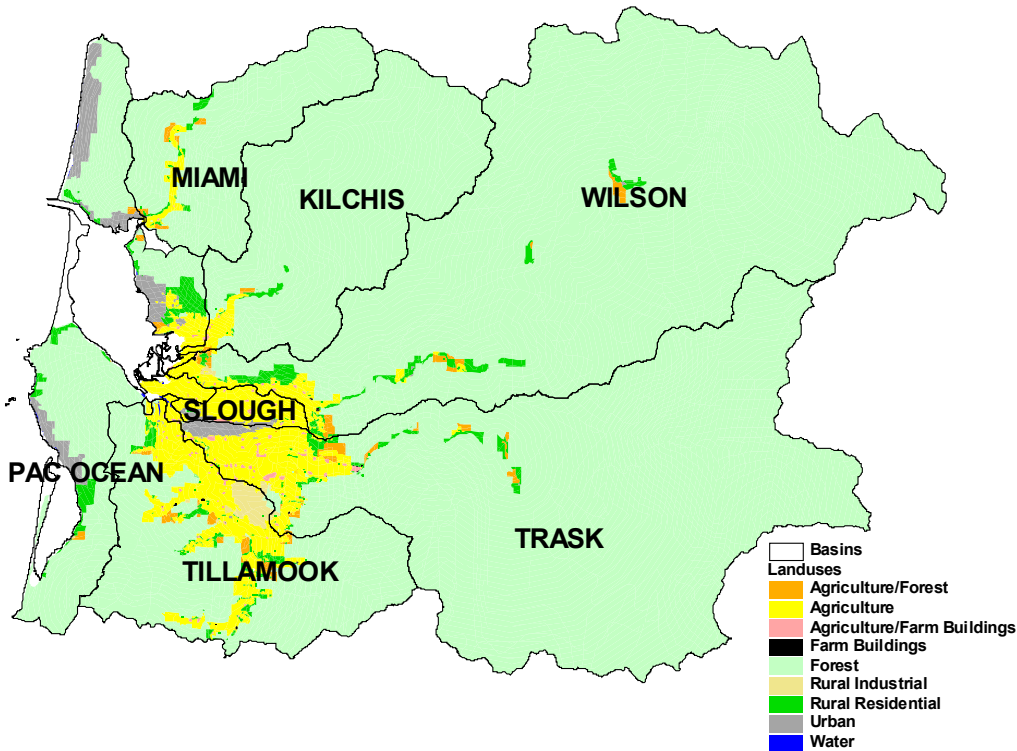 MIAMI
KILCHIS
WILSON
SLOUGH
PAC OCEAN
TRASK
TILLAMOOK
Basins
Landuses
Agriculture/Forest
Agriculture
Agriculture/Farm Buildings
Farm Buildings
Forest
Rural Industrial
Rural Residential
Urban
Water